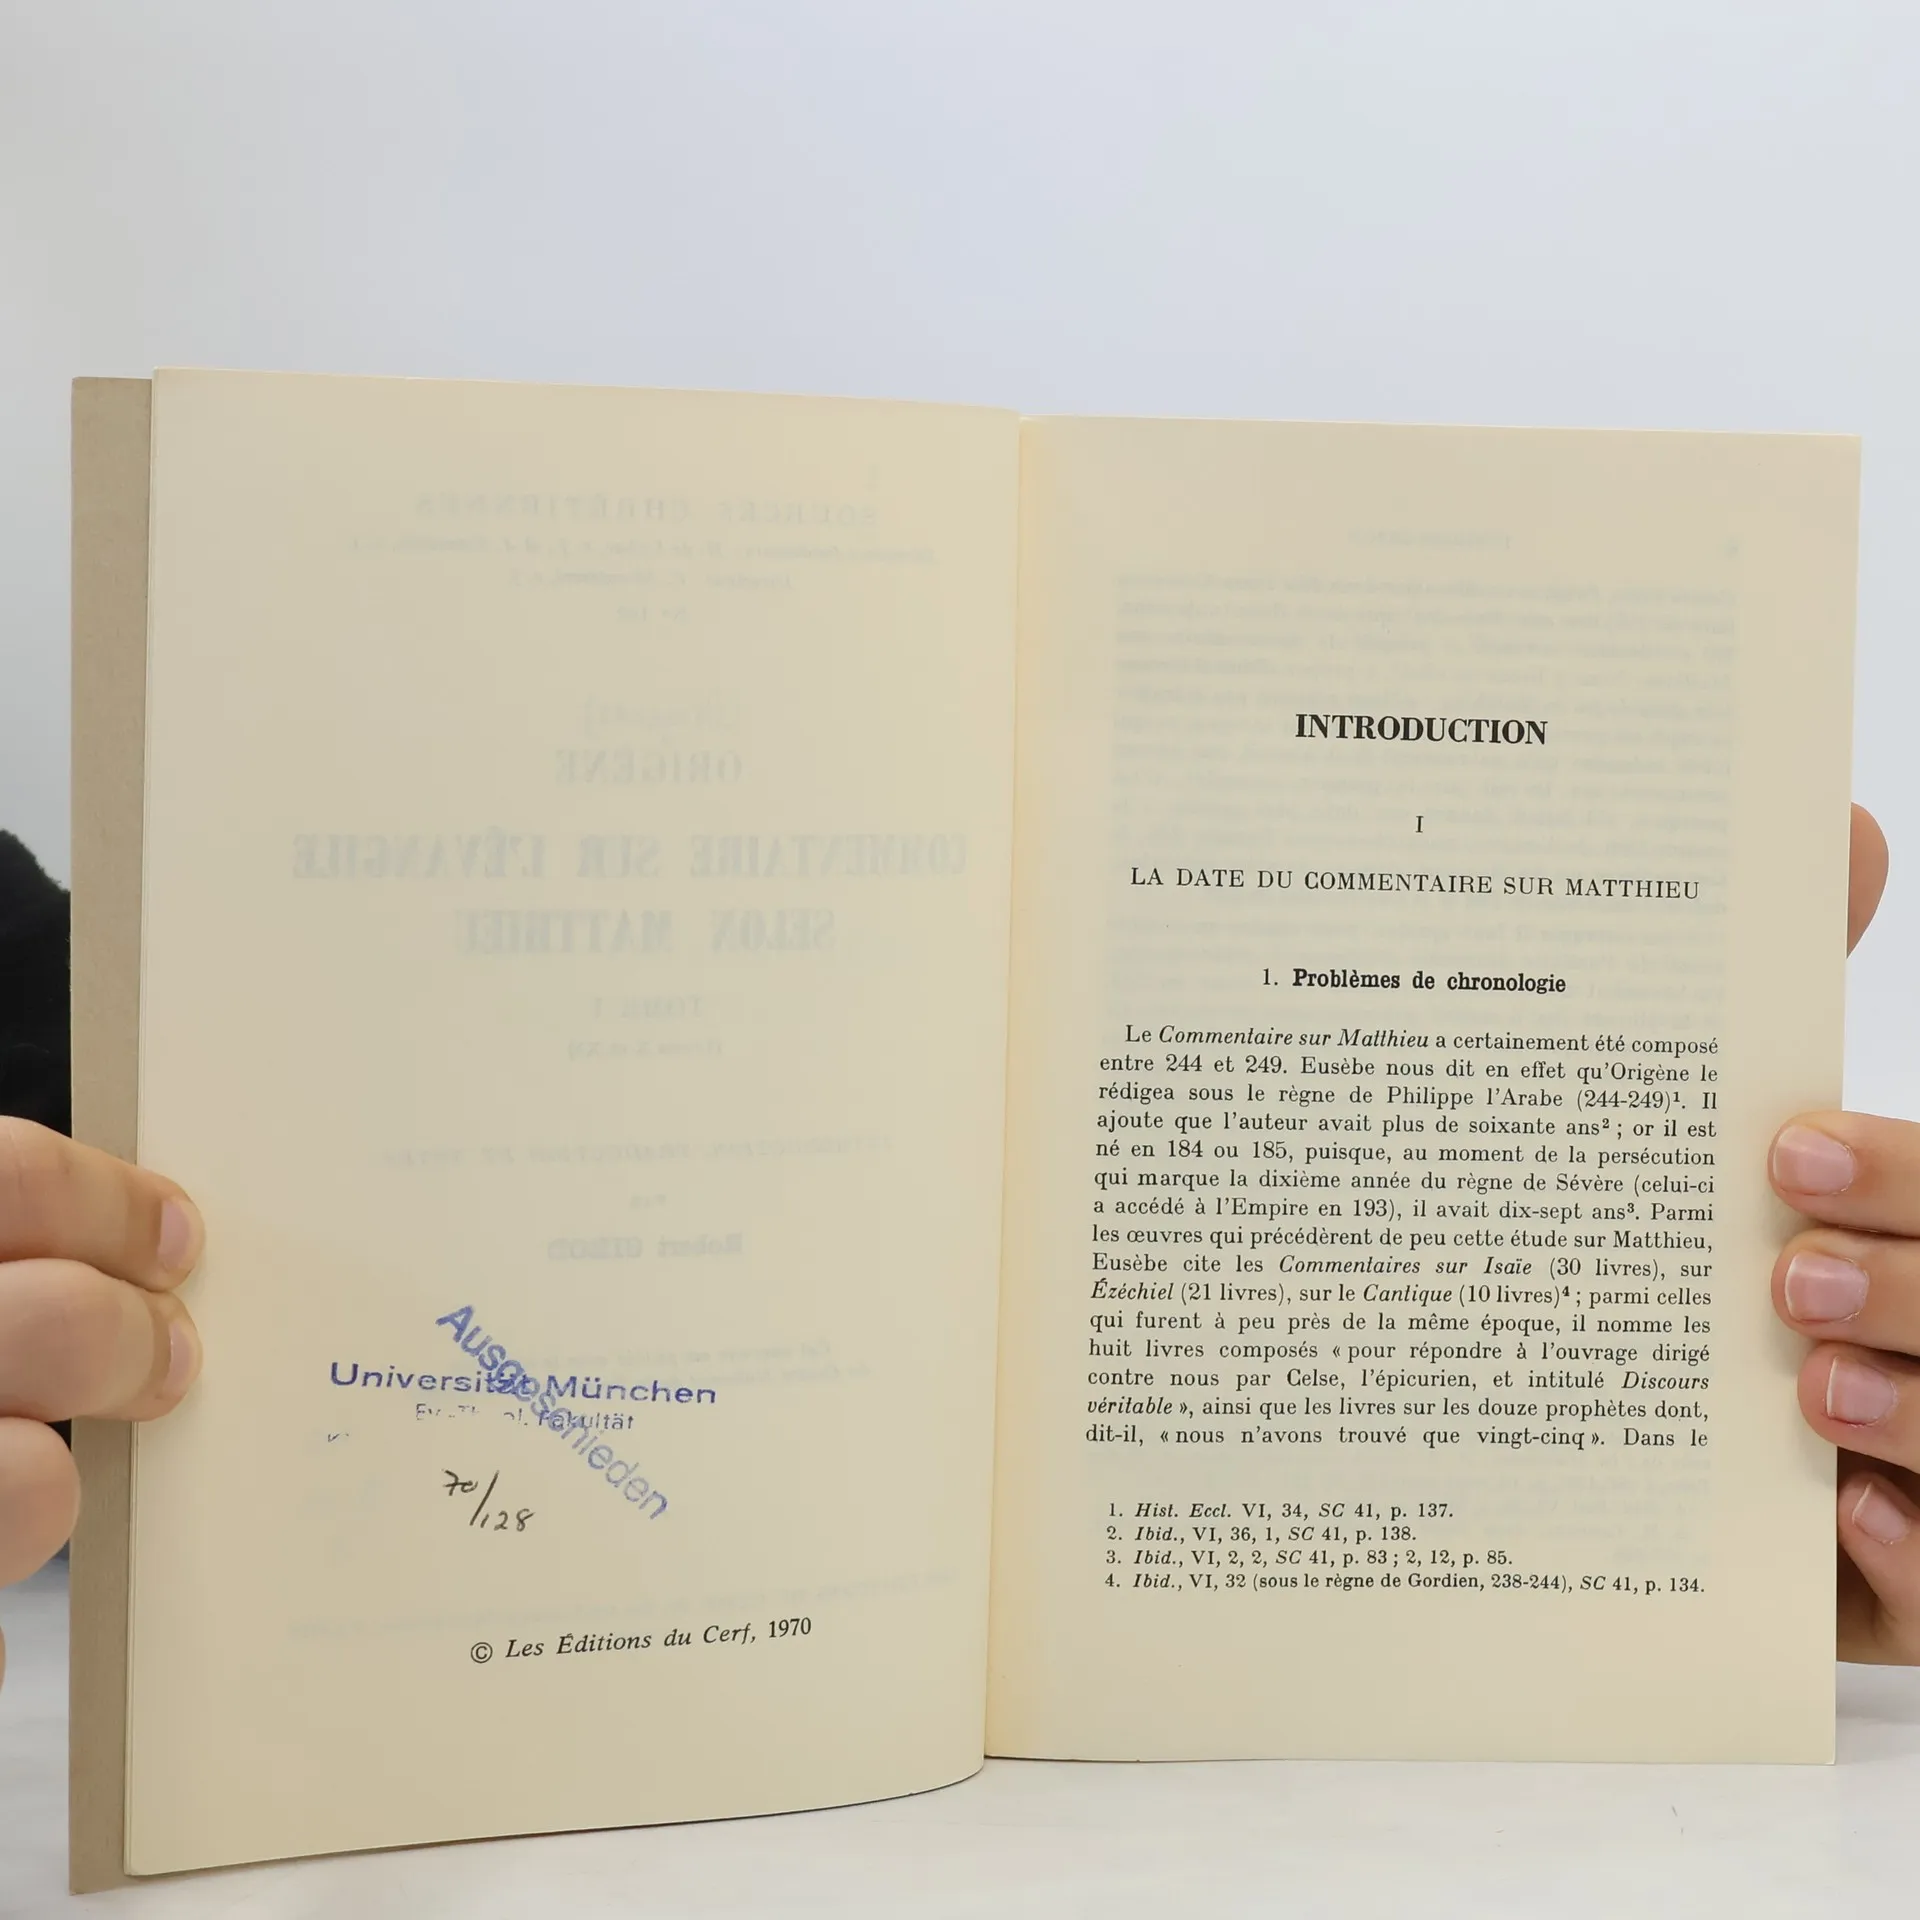 Ausgeschieden
Universität München
Fakultät
70/128
© Les Éditions du Cerf, 1970
INTRODUCTION
I
LA DATE DU COMMENTAIRE SUR MATTHIEU
1. Problèmes de chronologie
Le Commentaire sur Matthieu a certainement été composé
entre 244 et 249. Eusèbe nous dit en effet qu'Origène le
rédigea sous le règne de Philippe l'Arabe (244-249)¹. Il
ajoute que l'auteur avait plus de soixante ans² ; or il est
né en 184 ou 185, puisque, au moment de la persécution
qui marque la dixième année du règne de Sévère (celui-ci
a accédé à l'Empire en 193), il avait dix-sept ans³. Parmi
les œuvres qui précédèrent de peu cette étude sur Matthieu,
Eusèbe cite les Commentaires sur Isaïe (30 livres), sur
Ézéchiel (21 livres), sur le Cantique (10 livres)⁴ ; parmi celles
qui furent à peu près de la même époque, il nomme les
huit livres composés « pour répondre à l'ouvrage dirigé
contre nous par Celse, l'épicurien, et intitulé Discours
véritable », ainsi que les livres sur les douze prophètes dont,
dit-il, « nous n'avons trouvé que vingt-cinq ». Dans le
1. Hist. Eccl. VI, 34, SC 41, p. 137.
2. Ibid., VI, 36, 1, SC 41, p. 138.
3. Ibid., VI, 2, 2, SC 41, p. 83 ; 2, 12, p. 85.
4. Ibid., VI, 32 (sous le règne de Gordien, 238-244), SC 41, p. 134.